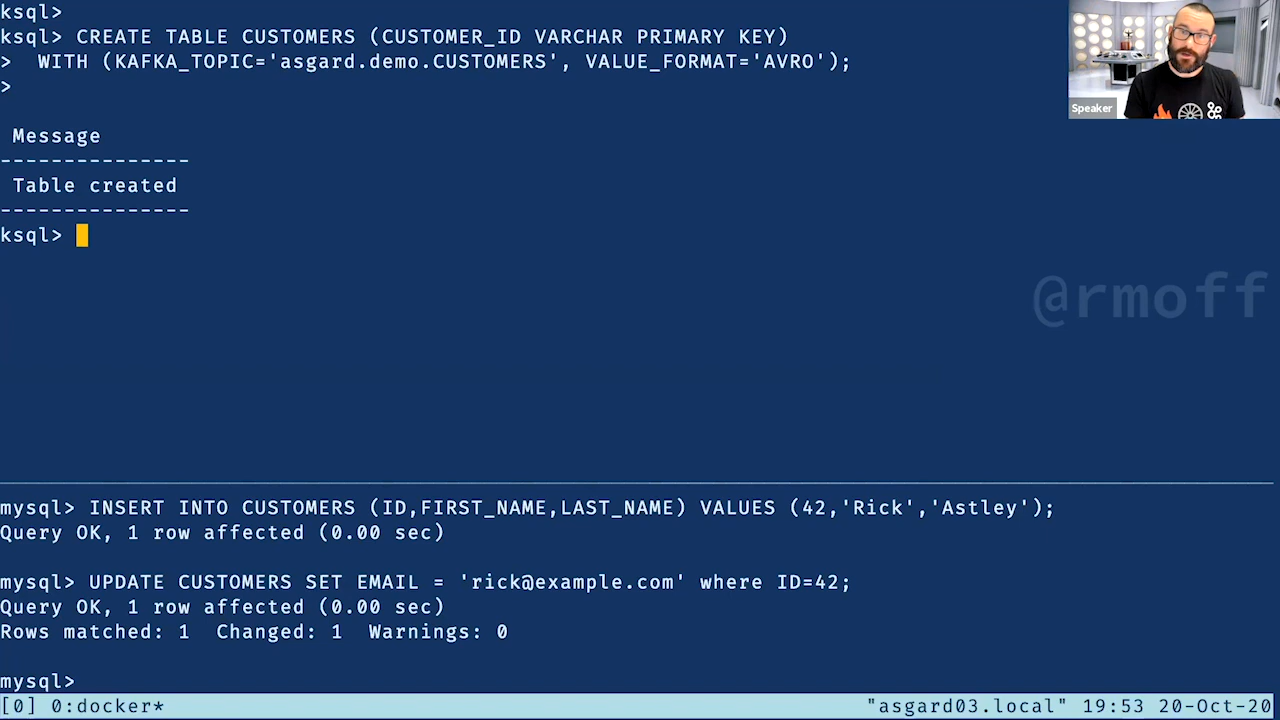 ksql>
ksql> CREATE TABLE CUSTOMERS (CUSTOMER_ID VARCHAR PRIMARY KEY)
>  WITH (KAFKA_TOPIC='asgard.demo.CUSTOMERS', VALUE_FORMAT='AVRO');
>
Speaker
 Message
---------------
 Table created
---------------
ksql>
@rmoff
mysql> INSERT INTO CUSTOMERS (ID,FIRST_NAME,LAST_NAME) VALUES (42,'Rick','Astley');
Query OK, 1 row affected (0.00 sec)
mysql> UPDATE CUSTOMERS SET EMAIL = 'rick@example.com' where ID=42;
Query OK, 1 row affected (0.00 sec)
Rows matched: 1  Changed: 1  Warnings: 0
mysql>
[0] 0:docker* "asgard03.local" 19:53 20-Oct-20